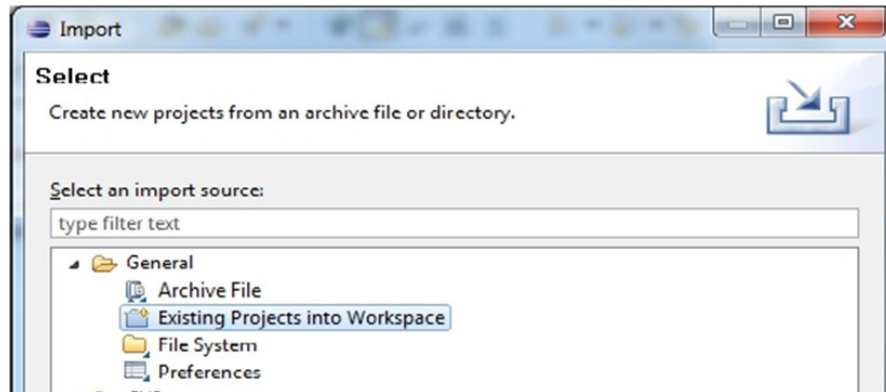 Import
Select
Create new projects from an archive file or directory.
Select an import source:
type filter text
General
Archive File
Existing Projects into Workspace
File System
Preferences